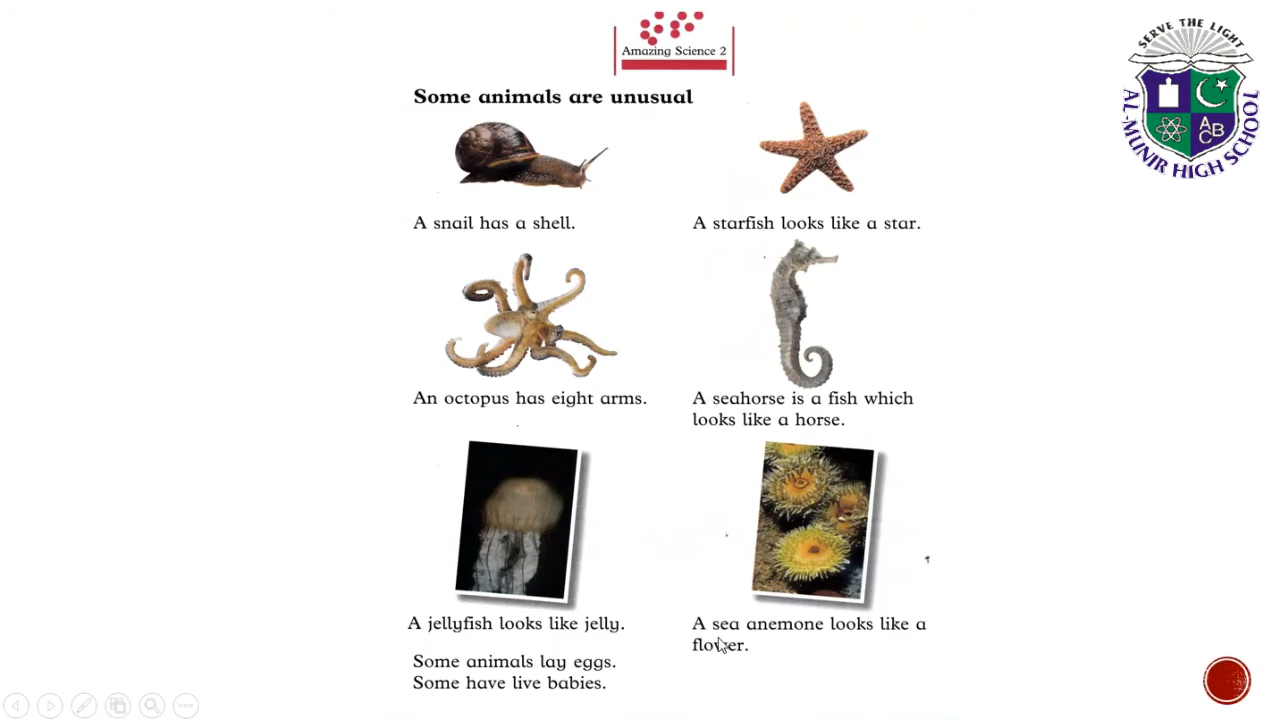 Amazing Science 2
SERVE THE LIGHT
AL-MUNIR HIGH SCHOOL
ABC
Some animals are unusual
A snail has a shell.
A starfish looks like a star.
An octopus has eight arms.
A seahorse is a fish which
looks like a horse.
A jellyfish looks like jelly.
A sea anemone looks like a
flower.
Some animals lay eggs.
Some have live babies.